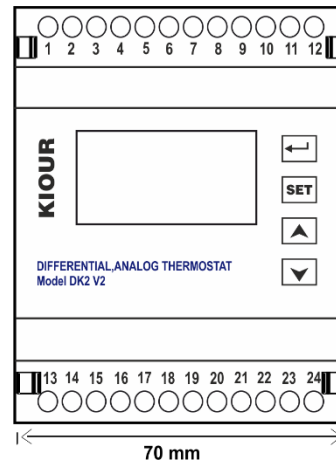 1 2 3 4 5 6 7 8 9 10 11 12
KIOUR
SET
DIFFERENTIAL,ANALOG THERMOSTAT
Model DK2 V2
13 14 15 16 17 18 19 20 21 22 23 24
70 mm